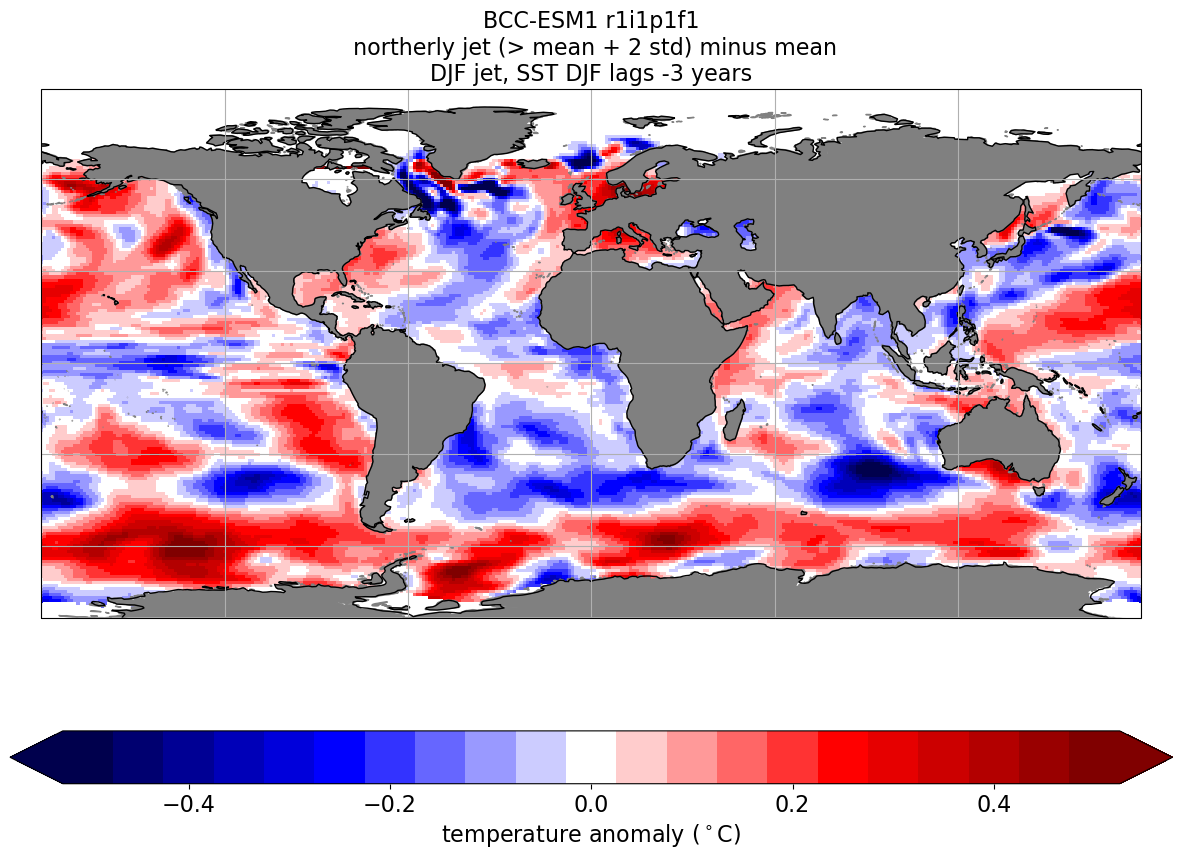 BCC-ESM1 r1i1p1f1
northerly jet (> mean + 2 std) minus mean
DJF jet, SST DJF lags -3 years
−0.4 −0.2 0.0 0.2 0.4
temperature anomaly (°C)